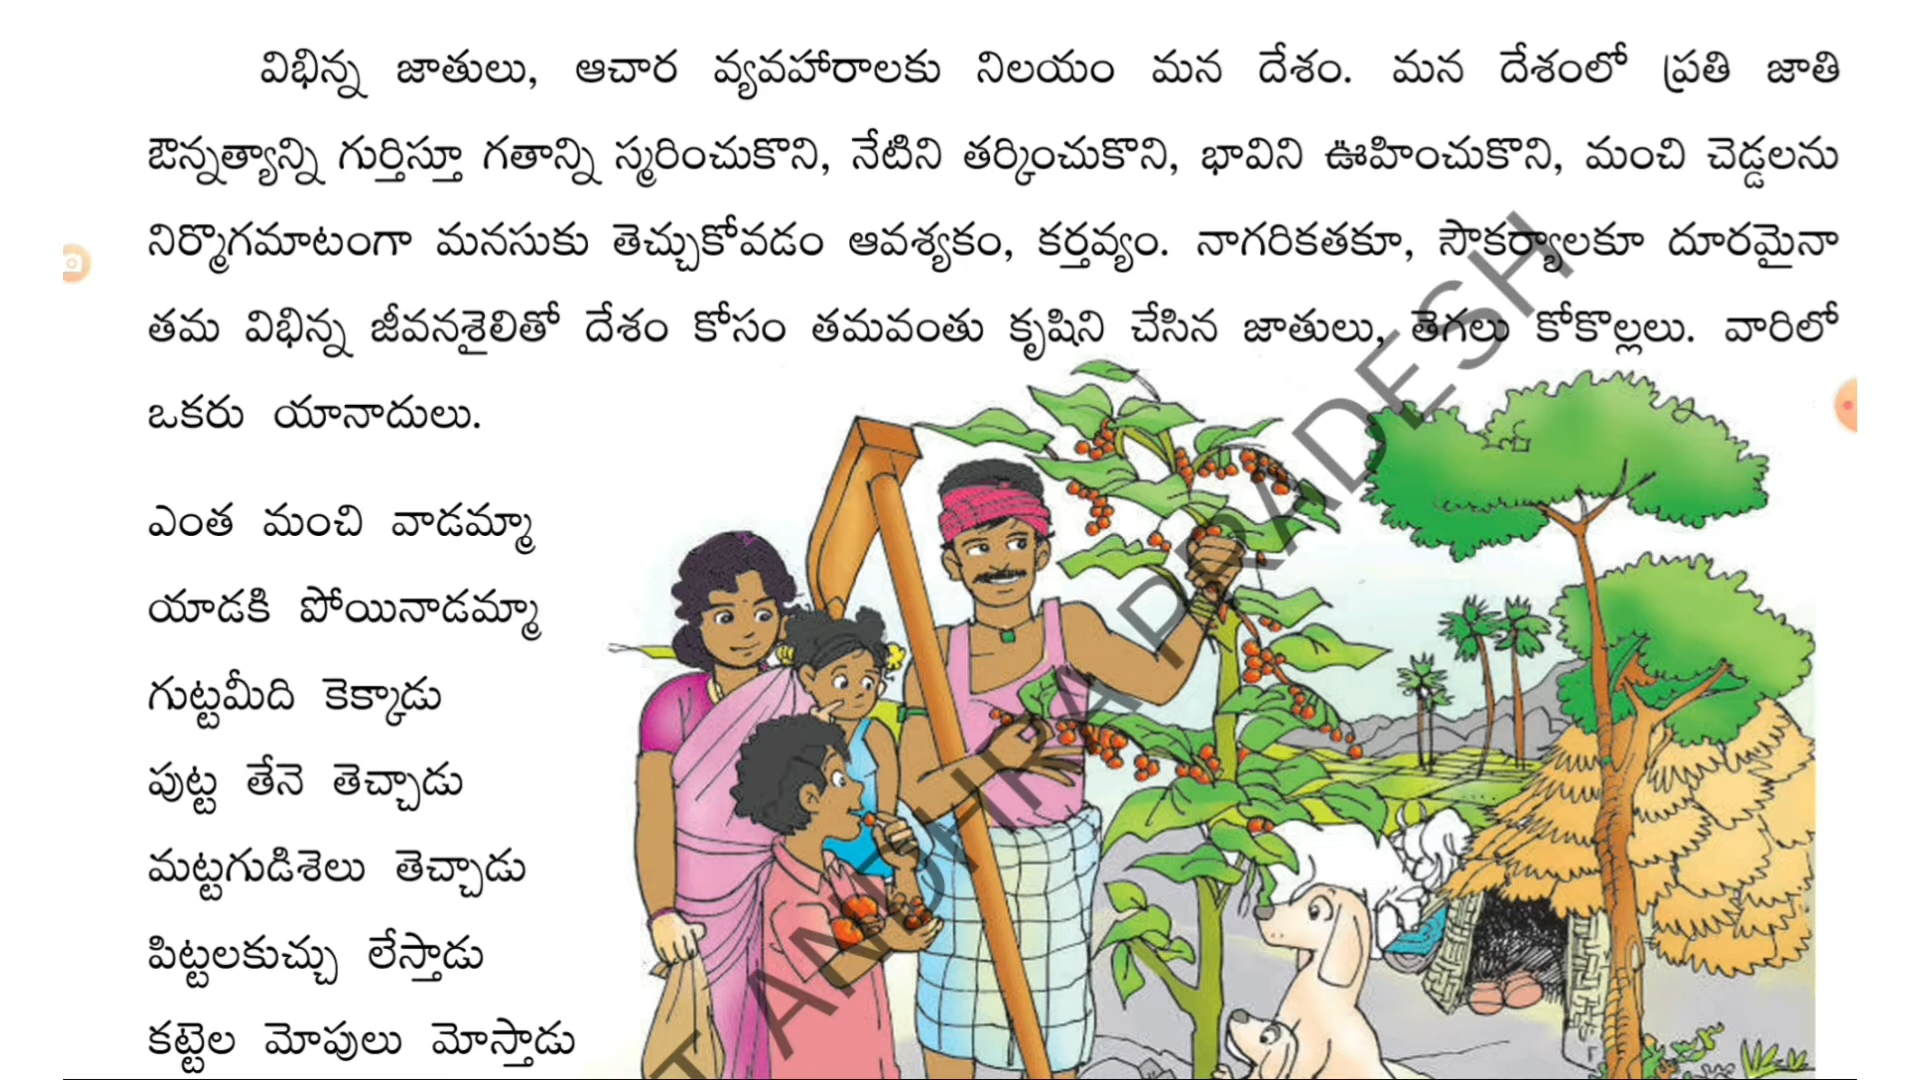 విభిన్న జాతులు, ఆచార వ్యవహారాలకు నిలయం మన దేశం. మన దేశంలో ప్రతి జాతి
ఔన్నత్యాన్ని గుర్తిస్తూ గతాన్ని స్మరించుకొని, నేటిని తర్కించుకొని, భావిని ఊహించుకొని, మంచి చెడ్డలను
నిర్మొగమాటంగా మనసుకు తెచ్చుకోవడం ఆవశ్యకం, కర్తవ్యం. నాగరికతకూ, సౌకర్యాలకూ దూరమైనా
తమ విభిన్న జీవనశైలితో దేశం కోసం తమవంతు కృషిని చేసిన జాతులు, తెగలు కోకొల్లలు. వారిలో
ఒకరు యానాదులు.
ఎంత మంచి వాడమ్మా
యాడకి పోయినాడమ్మా
గుట్టమీది కెక్కాడు
పుట్ట తేనె తెచ్చాడు
మట్టగుడిశెలు తెచ్చాడు
పిట్టలకుచ్చు లేస్తాడు
కట్టెల మోపులు మోస్తాడు
T ANDHRA PRADESH